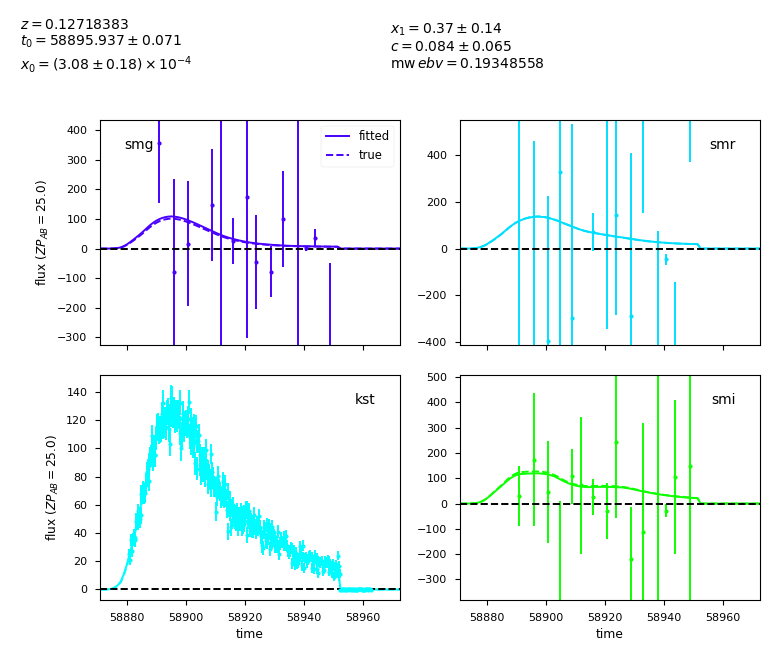 z = 0.12718383
t₀ = 58895.937 ± 0.071
x₀ = (3.08 ± 0.18) × 10⁻⁴
x₁ = 0.37 ± 0.14
c = 0.084 ± 0.065
mw ebv = 0.19348558
smg
fitted
true
400
300
200
100
0
−100
−200
−300
flux (ZP_AB = 25.0)
smr
400
200
0
−200
−400
kst
140
120
100
80
60
40
20
0
flux (ZP_AB = 25.0)
58880 58900 58920 58940 58960
time
smi
500
400
300
200
100
0
−100
−200
−300
58880 58900 58920 58940 58960
time